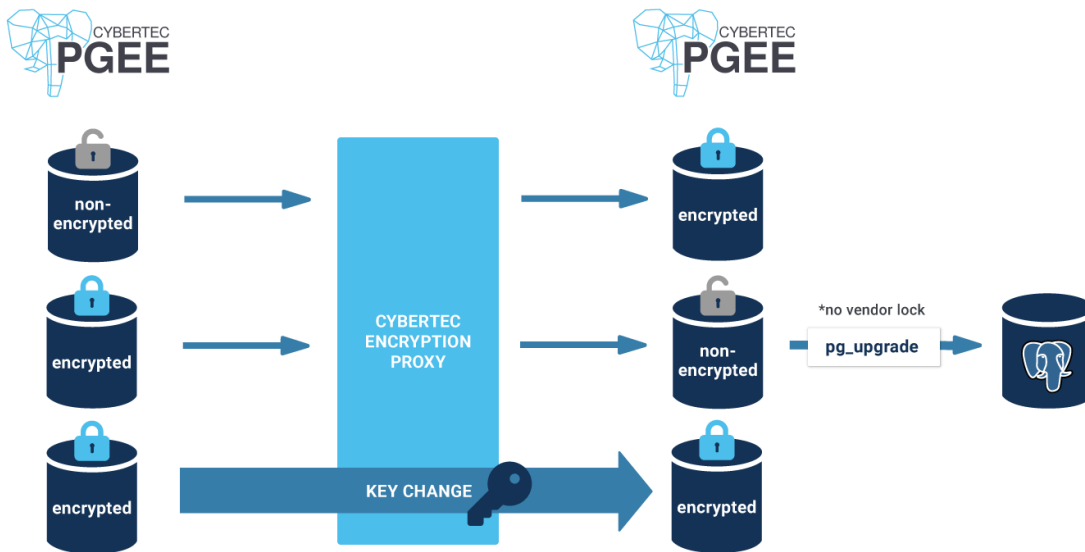 CYBERTEC
PGEE
CYBERTEC
PGEE
non-
encrypted
encrypted
encrypted
CYBERTEC
ENCRYPTION
PROXY
encrypted
non-
encrypted
*no vendor lock
pg_upgrade
encrypted
KEY CHANGE
encrypted